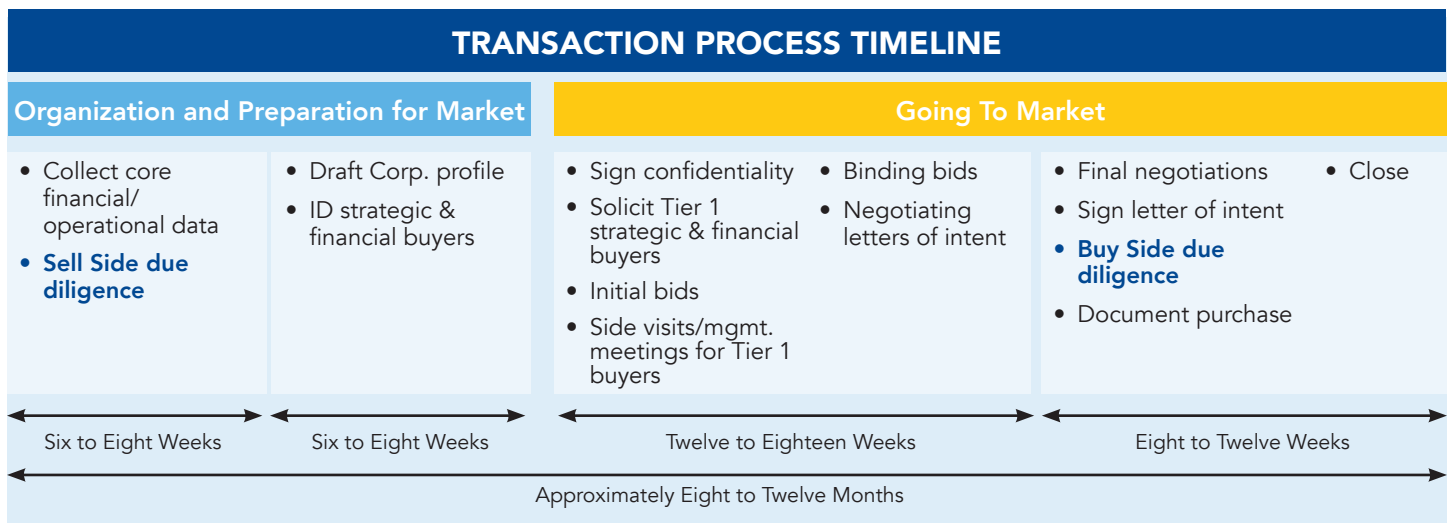 TRANSACTION PROCESS TIMELINE
Organization and Preparation for Market
Going To Market
• Collect core
financial/
operational data
• Sell Side due
diligence
• Draft Corp. profile
• ID strategic &
financial buyers
• Sign confidentiality
• Solicit Tier 1
strategic & financial
buyers
• Initial bids
• Side visits/mgmt.
meetings for Tier 1
buyers
• Binding bids
• Negotiating
letters of intent
• Final negotiations
• Sign letter of intent
• Buy Side due
diligence
• Document purchase
• Close
Six to Eight Weeks
Six to Eight Weeks
Twelve to Eighteen Weeks
Eight to Twelve Weeks
Approximately Eight to Twelve Months